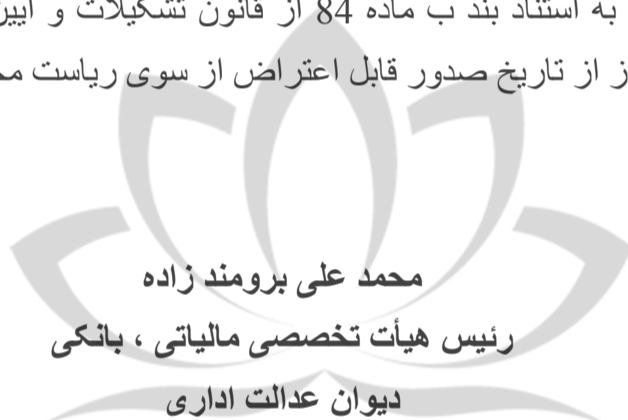 به استناد بند ب ماده 84 از قانون تشکیلات و آیین
از تاریخ صدور قابل اعتراض از سوی ریاست
محمد علی برومند زاده
رئیس هیأت تخصصی مالیاتی ، بانکی
دیوان عدالت اداری